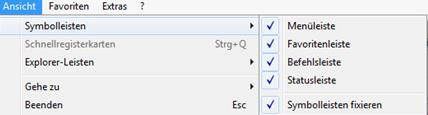 Ansicht Favoriten Extras ?
Symbolleisten
Schnellregisterkarten Strg+Q
Explorer-Leisten
Gehe zu
Beenden Esc
Menüleiste
Favoritenleiste
Befehlsleiste
Statusleiste
Symbolleisten fixieren